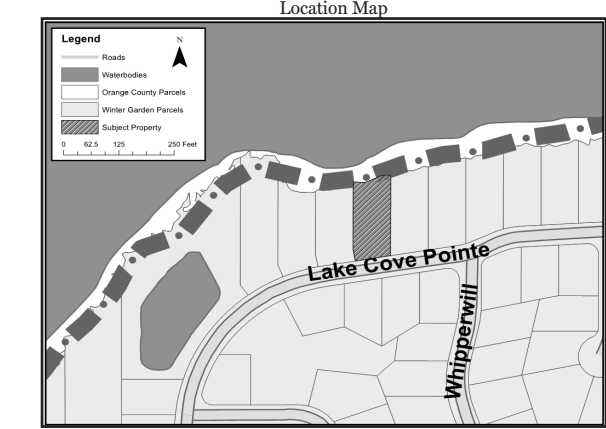 Location Map
Legend
N
Roads
Waterbodies
Orange County Parcels
Winter Garden Parcels
Subject Property
0 62.5 125 250 Feet
Lake Cove Pointe
Whipperwill